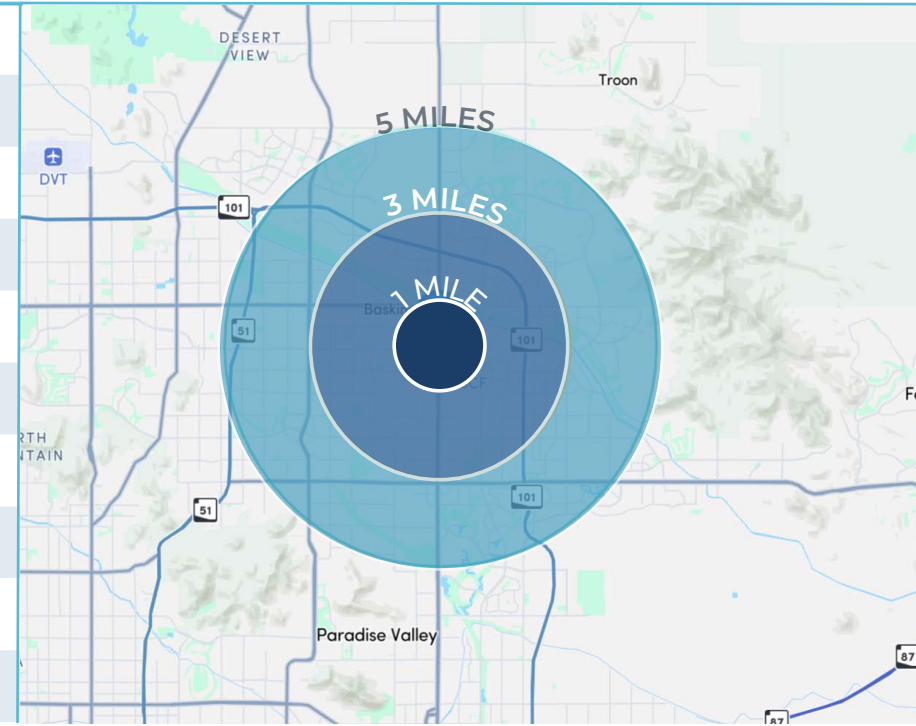 DESERT
VIEW
Troon
5 MILES
DVT
101
3 MILES
1 MILE
Baskin
51
101
CF
RTH
NTAIN
101
51
Paradise Valley
87
87